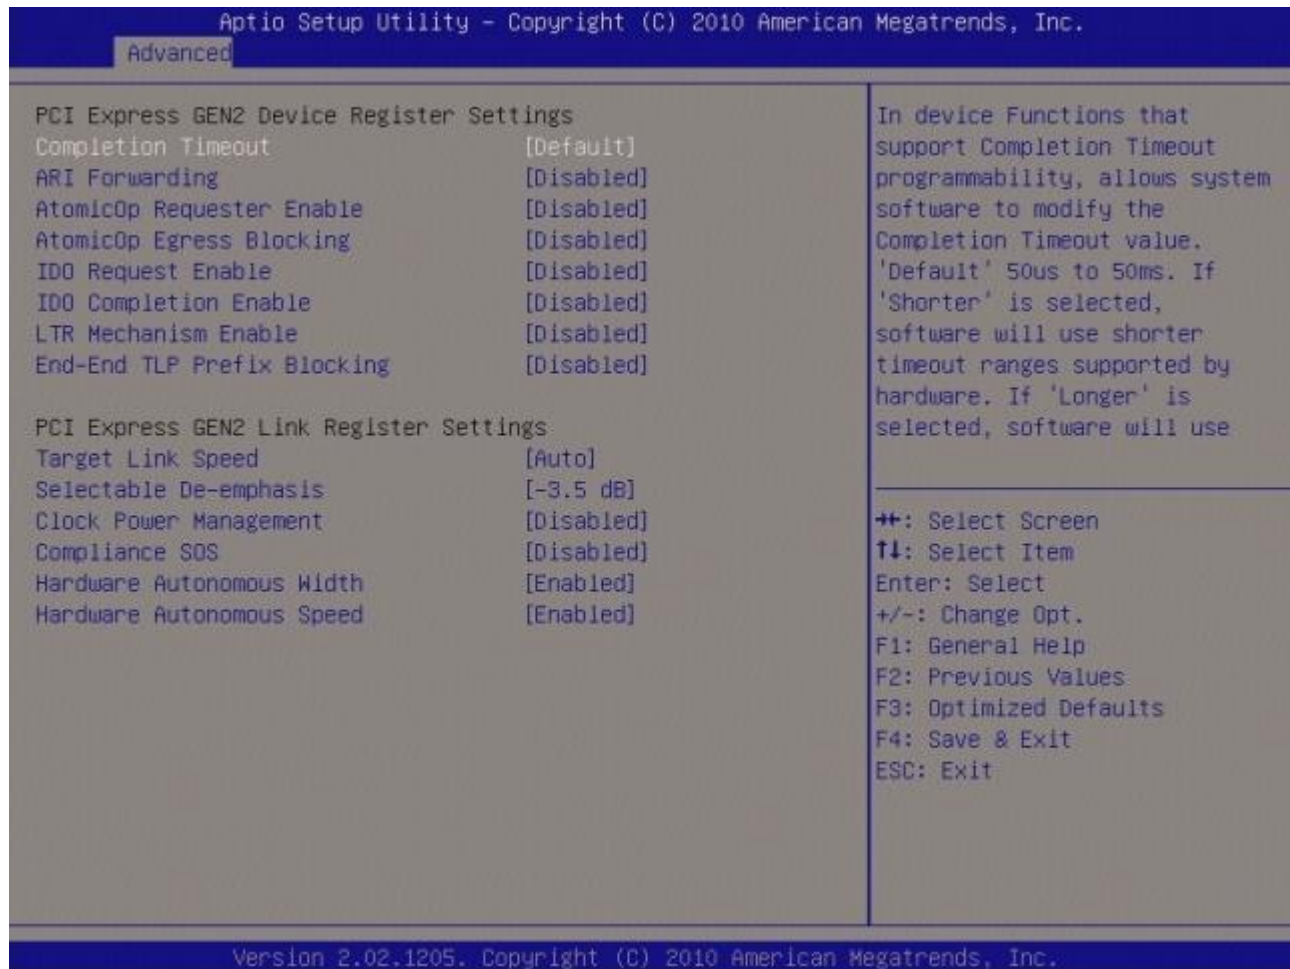 Aptio Setup Utility – Copyright (C) 2010 American Megatrends, Inc.
Advanced
PCI Express GEN2 Device Register Settings
Completion Timeout [Default]
ARI Forwarding [Disabled]
AtomicOp Requester Enable [Disabled]
AtomicOp Egress Blocking [Disabled]
IDO Request Enable [Disabled]
IDO Completion Enable [Disabled]
LTR Mechanism Enable [Disabled]
End-End TLP Prefix Blocking [Disabled]
PCI Express GEN2 Link Register Settings
Target Link Speed [Auto]
Selectable De-emphasis [-3.5 dB]
Clock Power Management [Disabled]
Compliance SOS [Disabled]
Hardware Autonomous Width [Enabled]
Hardware Autonomous Speed [Enabled]
In device Functions that
support Completion Timeout
programmability, allows system
software to modify the
Completion Timeout value.
'Default' 50us to 50ms. If
'Shorter' is selected,
software will use shorter
timeout ranges supported by
hardware. If 'Longer' is
selected, software will use
→←: Select Screen
↑↓: Select Item
Enter: Select
+/-: Change Opt.
F1: General Help
F2: Previous Values
F3: Optimized Defaults
F4: Save & Exit
ESC: Exit
Version 2.02.1205. Copyright (C) 2010 American Megatrends, Inc.